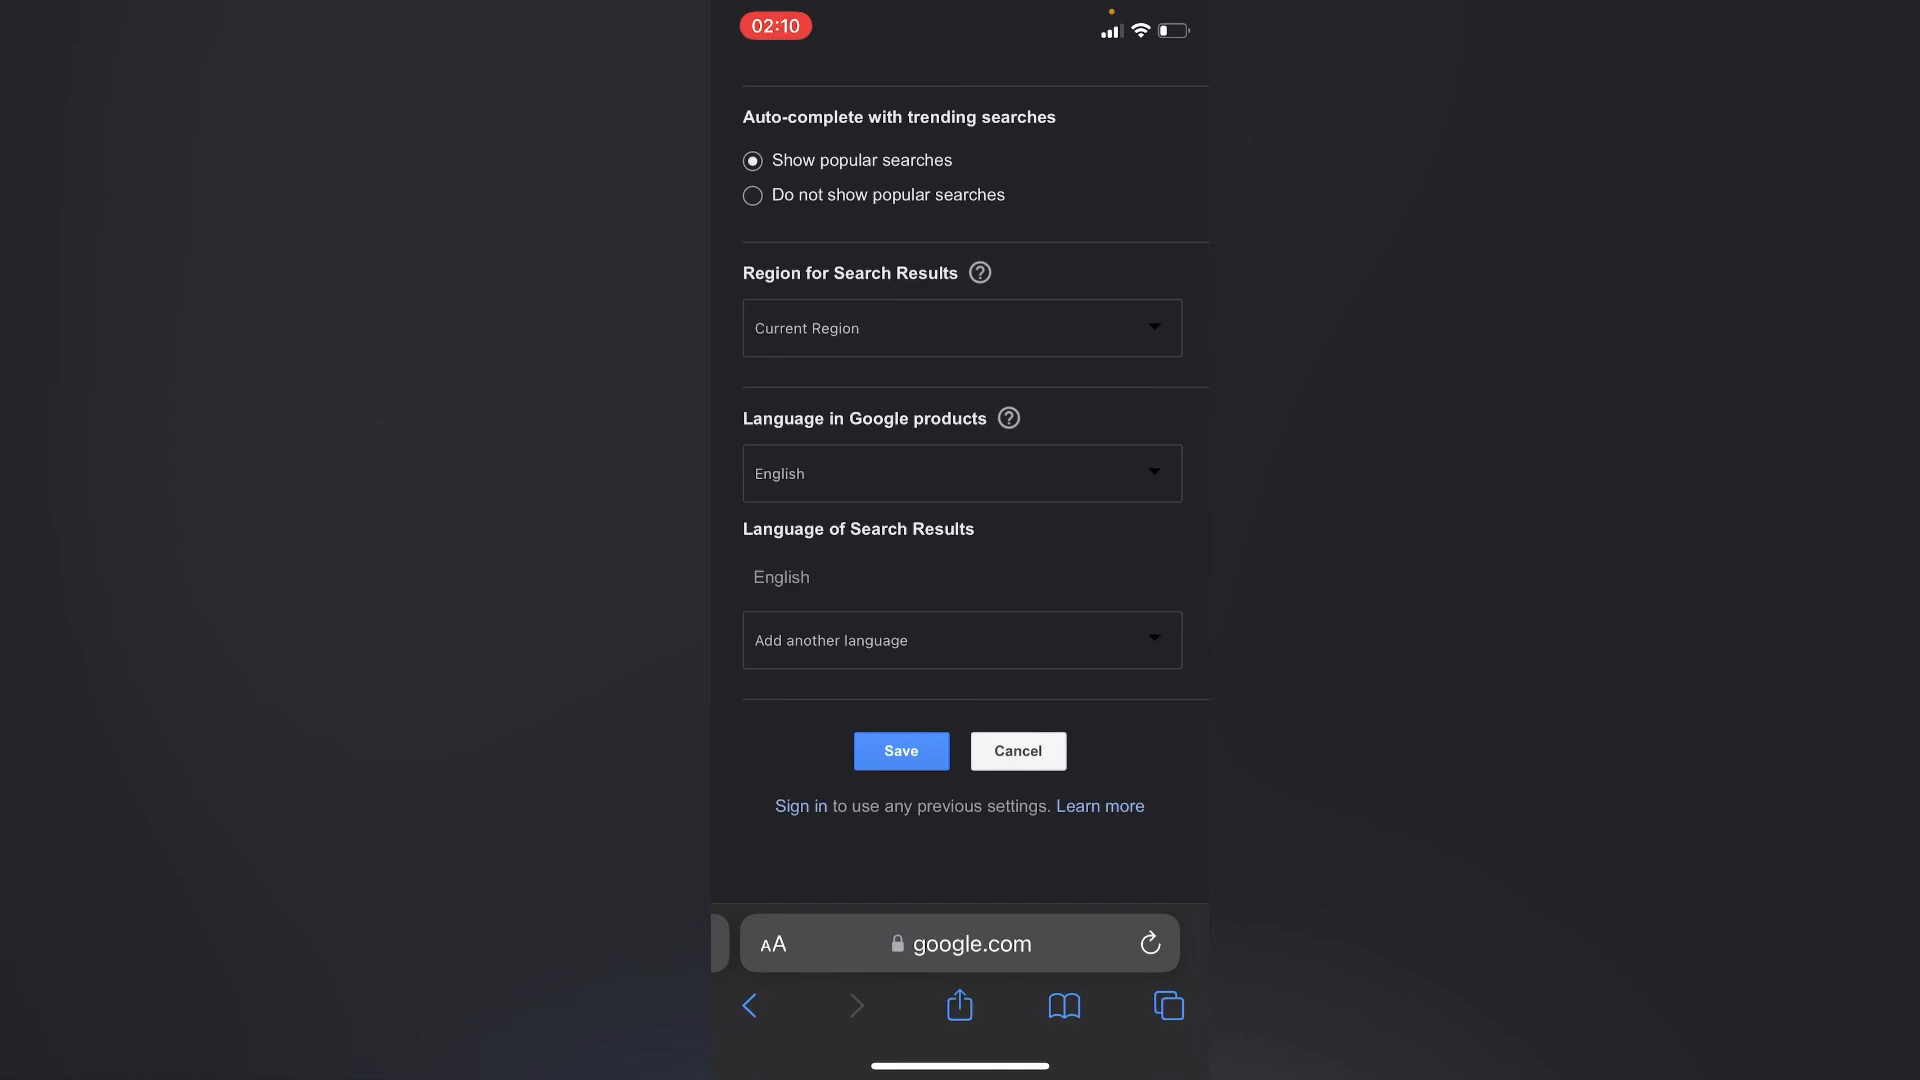 02:10
Auto-complete with trending searches
Show popular searches
Do not show popular searches
Region for Search Results ?
Current Region
Language in Google products ?
English
Language of Search Results
English
Add another language
Save Cancel
Sign in to use any previous settings. Learn more
AA google.com